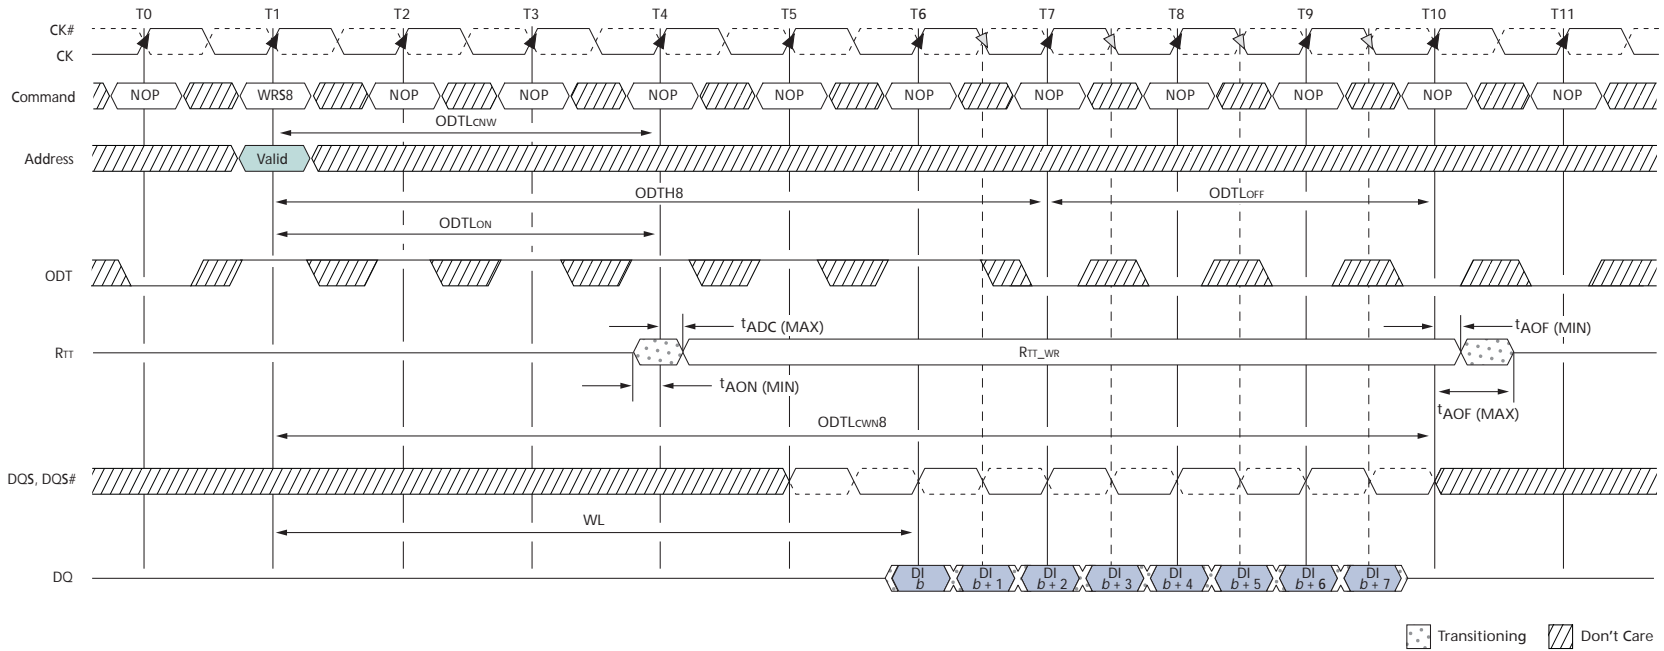 T0 T1 T2 T3 T4 T5 T6 T7 T8 T9 T10 T11
CK#
CK
Command NOP WRS8 NOP NOP NOP NOP NOP NOP NOP NOP NOP NOP
ODTLCNW
Address Valid
ODTH8 ODTLOFF
ODTLON
ODT
tADC (MAX) tAOF (MIN)
RTT RTT_WR
tAON (MIN)
tAOF (MAX)
ODTLCWN8
DQS, DQS#
WL
DQ DI b DI b + 1 DI b + 2 DI b + 3 DI b + 4 DI b + 5 DI b + 6 DI b + 7
Transitioning Don't Care